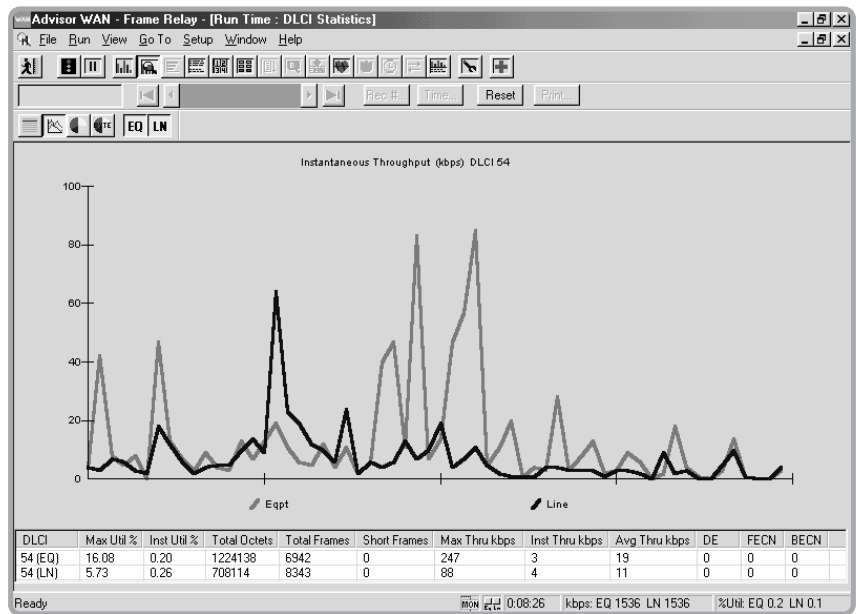 WAN Advisor WAN - Frame Relay - [Run Time : DLCI Statistics]
File Run View Go To Setup Window Help
Rec #... Time... Reset Print...
EQ LN
Instantaneous Throughput (kbps) DLCI 54
100
80
60
40
20
0
Eqpt Line
DLCI Max Util % Inst Util % Total Octets Total Frames Short Frames Max Thru kbps Inst Thru kbps Avg Thru kbps DE FECN BECN
54 (EQ) 16.08 0.20 1224138 6942 0 247 3 19 0 0 0
54 (LN) 5.73 0.26 708114 8343 0 88 4 11 0 0 0
Ready MON 0:08:26 kbps: EQ 1536 LN 1536 %Util: EQ 0.2 LN 0.1